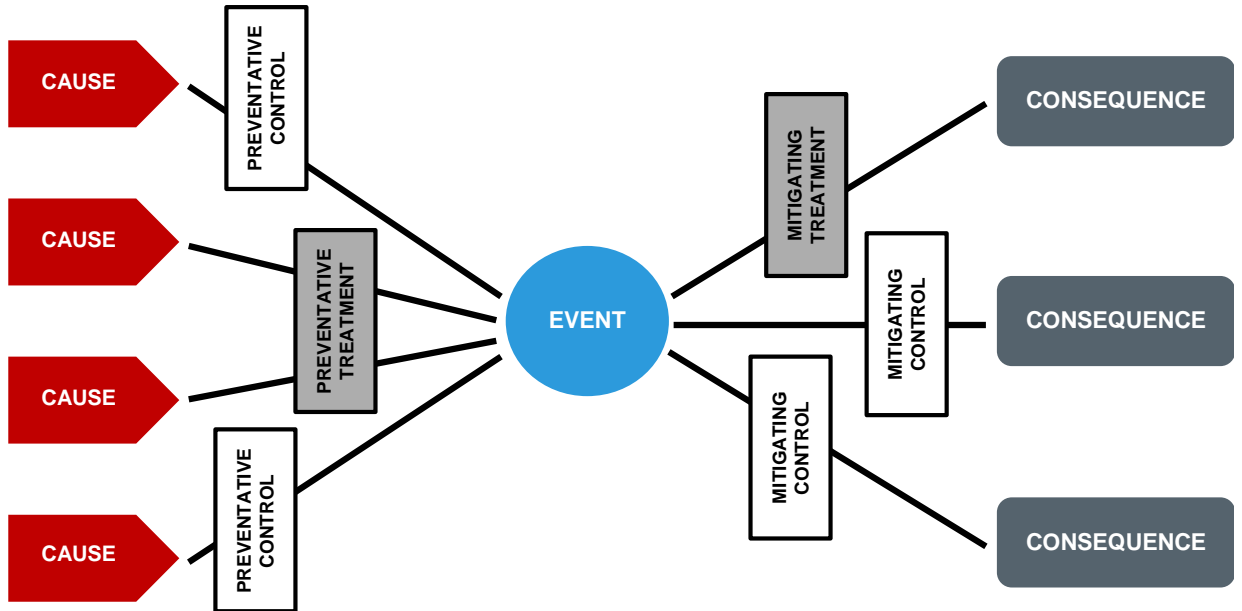 CAUSE
PREVENTATIVE
CONTROL
CAUSE
PREVENTATIVE
TREATMENT
CAUSE
PREVENTATIVE
CONTROL
CAUSE
EVENT
MITIGATING
TREATMENT
CONSEQUENCE
MITIGATING
CONTROL
CONSEQUENCE
MITIGATING
CONTROL
CONSEQUENCE